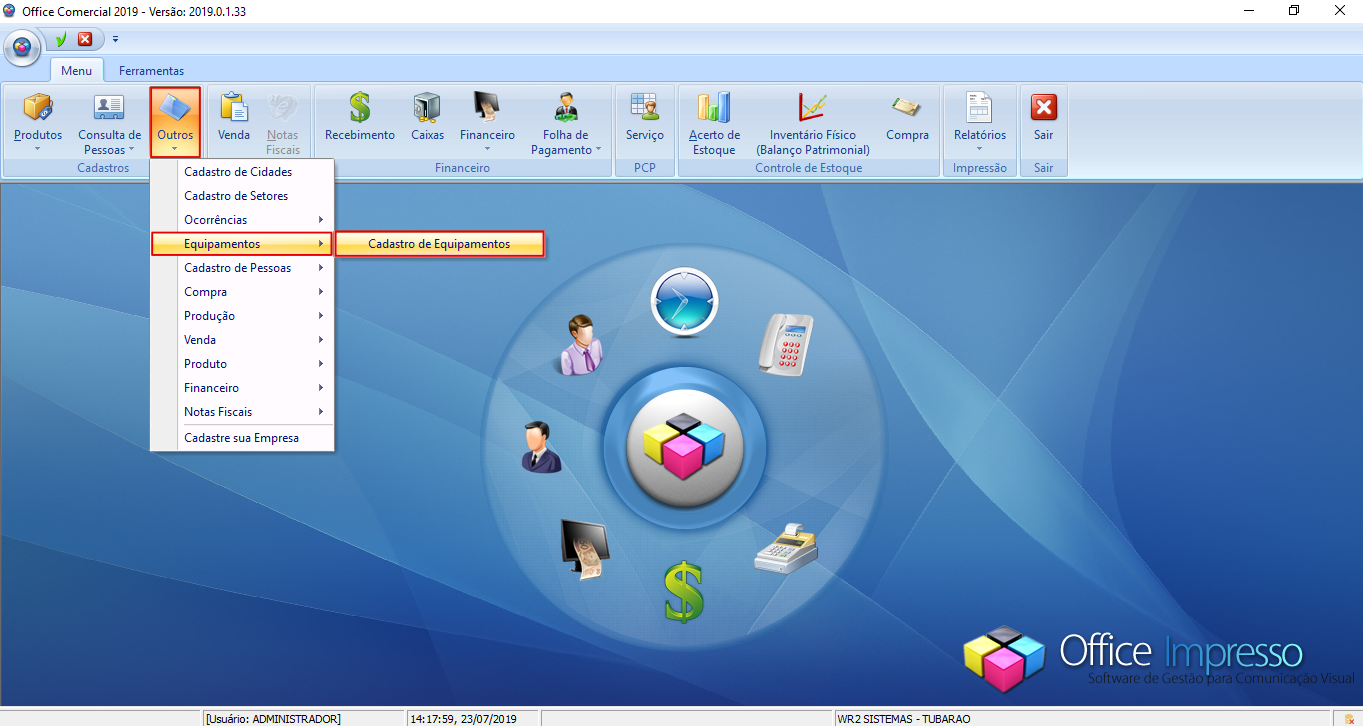 Office Comercial 2019 - Versão: 2019.0.1.33
Menu
Ferramentas
Produtos
Consulta de
Pessoas
Outros
Cadastros
Venda
Notas
Fiscais
Recebimento
Caixas
Financeiro
Folha de
Pagamento
Financeiro
Serviço
PCP
Acerto de
Estoque
Inventário Físico
(Balanço Patrimonial)
Compra
Controle de Estoque
Relatórios
Impressão
Sair
Sair
Cadastro de Cidades
Cadastro de Setores
Ocorrências
Equipamentos
Cadastro de Equipamentos
Cadastro de Pessoas
Compra
Produção
Venda
Produto
Financeiro
Notas Fiscais
Cadastre sua Empresa
Office Impresso
Software de Gestão para Comunicação Visual
[Usuário: ADMINISTRADOR]
14:17:59, 23/07/2019
WR2 SISTEMAS - TUBARAO